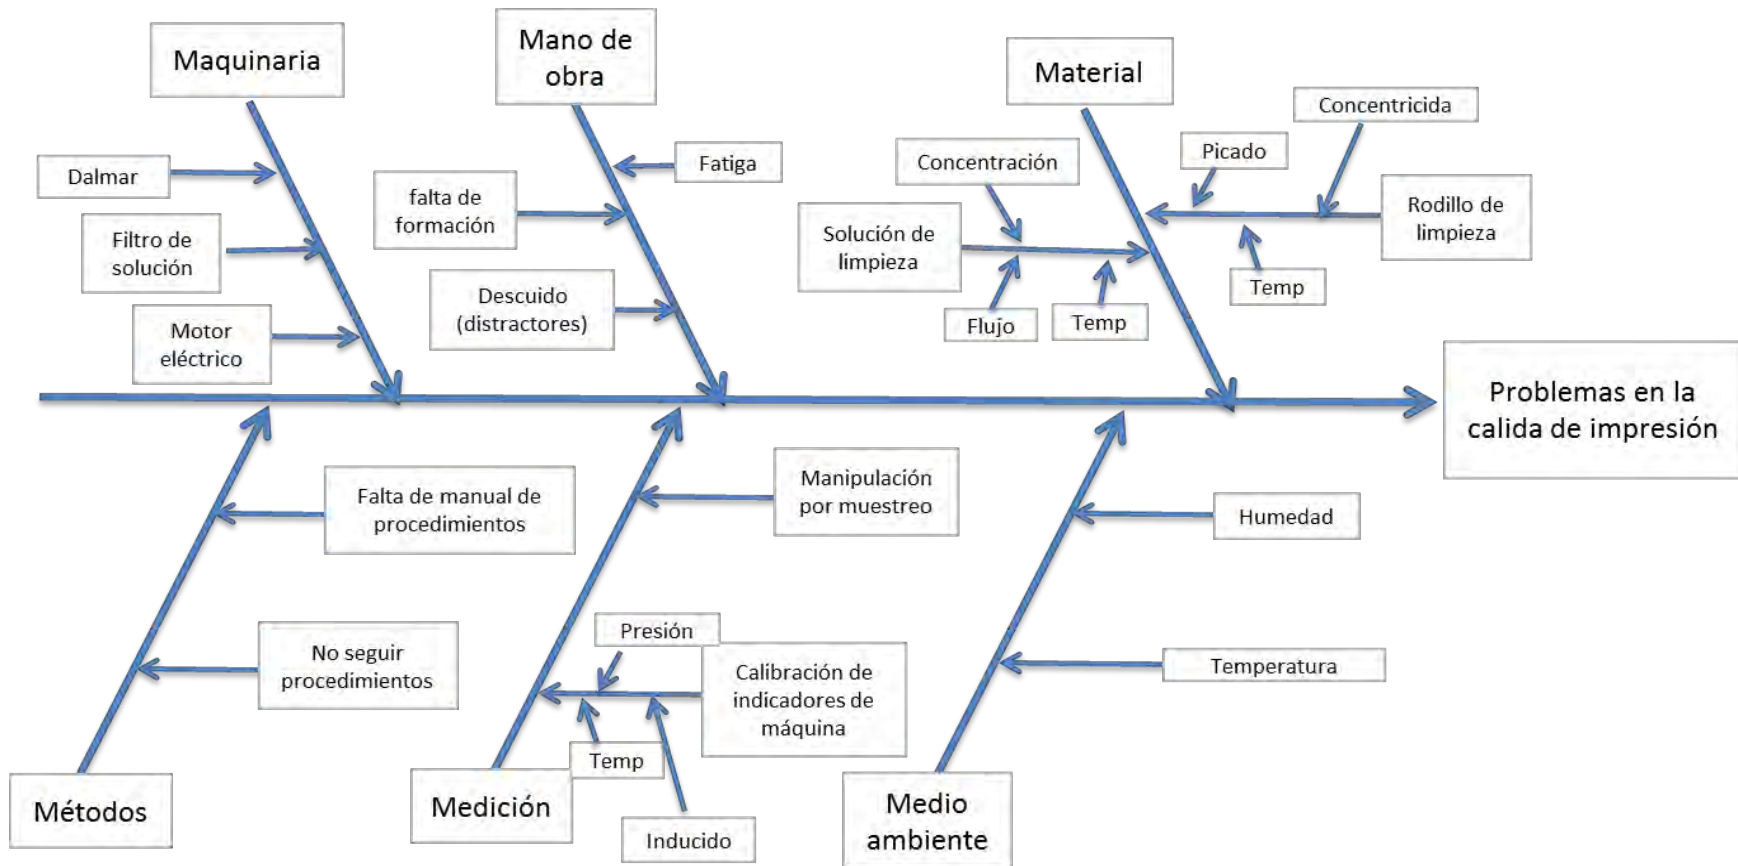 Maquinaria
Mano de
obra
Material
Concentricida
Dalmar
Fatiga
Concentración
Picado
falta de
formación
Filtro de
solución
Solución de
limpieza
Rodillo de
limpieza
Descuido
(distractores)
Motor
eléctrico
Flujo
Temp
Temp
Problemas en la
calida de impresión
Falta de manual de
procedimientos
Manipulación
por muestreo
Humedad
No seguir
procedimientos
Presión
Calibración de
indicadores de
máquina
Temperatura
Temp
Inducido
Métodos
Medición
Medio
ambiente